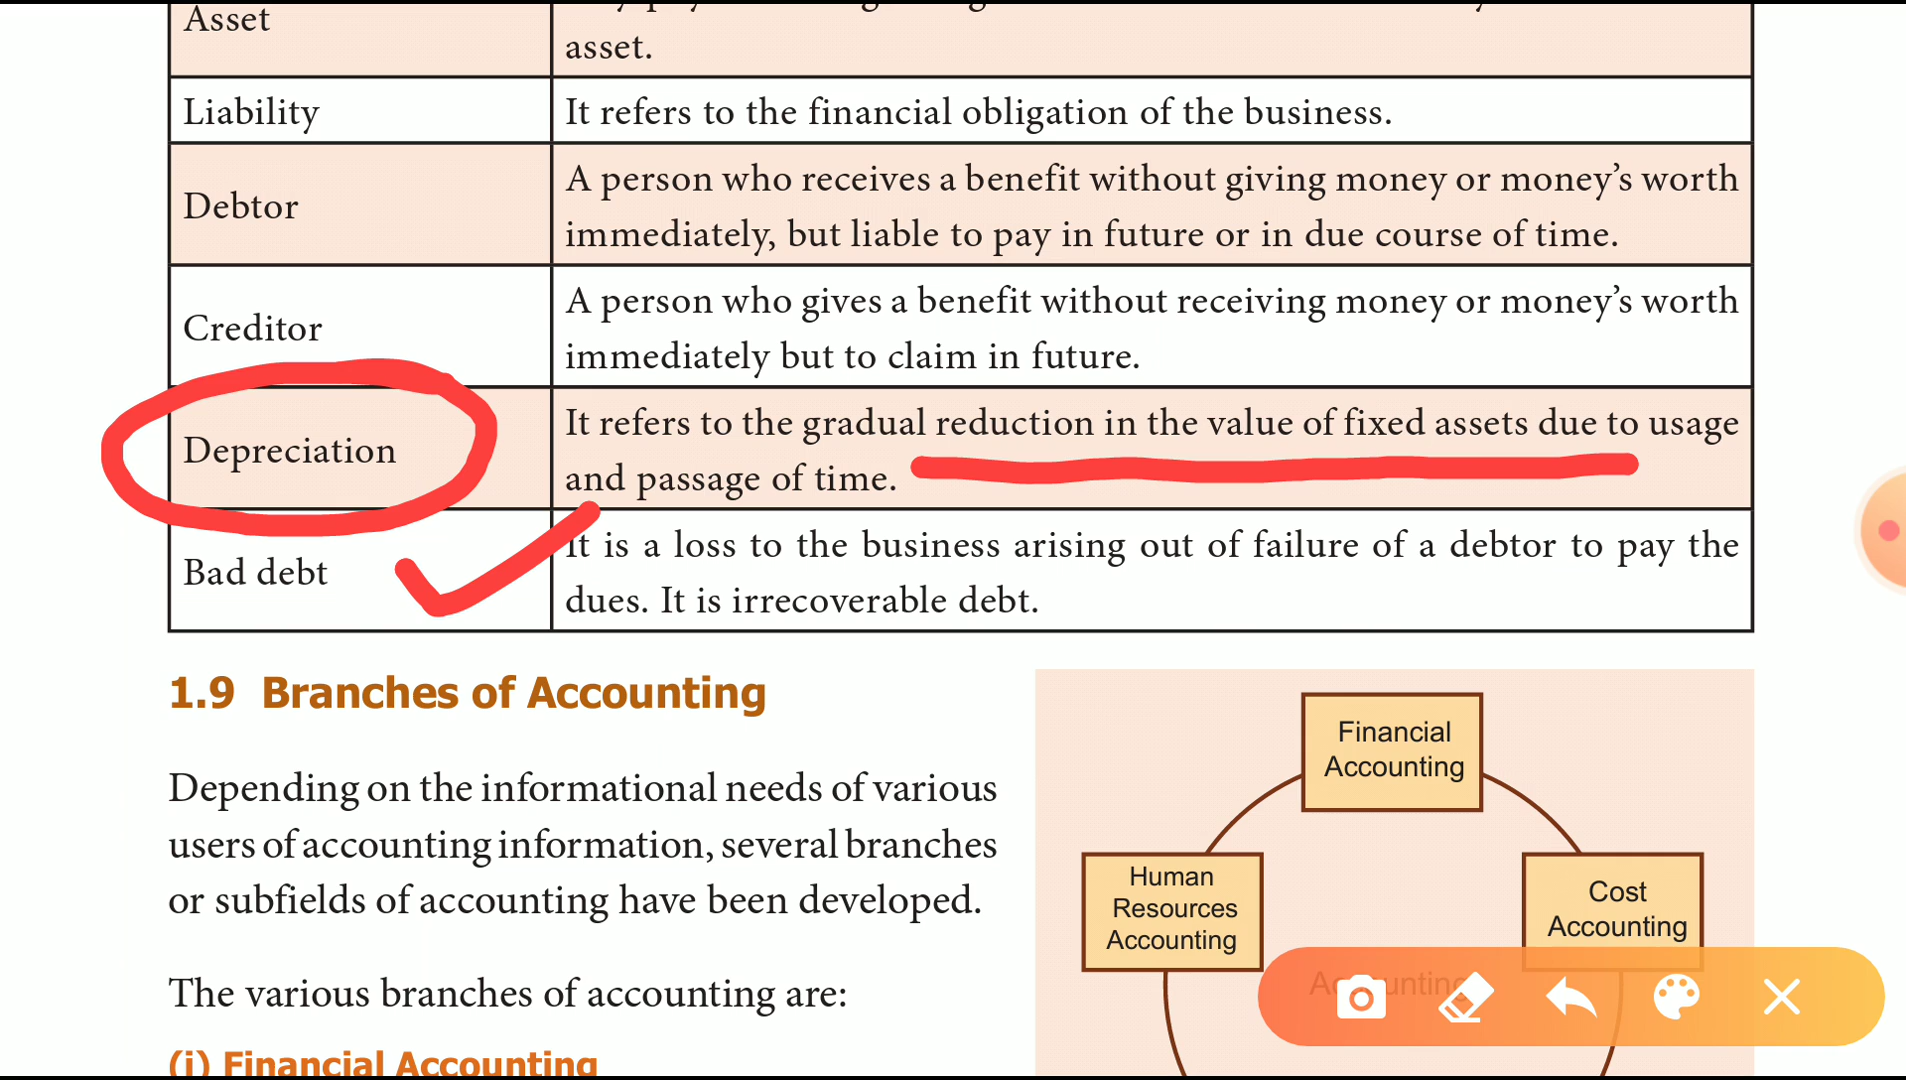 Asset
asset.
Liability
It refers to the financial obligation of the business.
Debtor
A person who receives a benefit without giving money or money’s worth
immediately, but liable to pay in future or in due course of time.
Creditor
A person who gives a benefit without receiving money or money’s worth
immediately but to claim in future.
Depreciation
It refers to the gradual reduction in the value of fixed assets due to usage
and passage of time.
Bad debt
It is a loss to the business arising out of failure of a debtor to pay the
dues. It is irrecoverable debt.
1.9 Branches of Accounting
Depending on the informational needs of various
users of accounting information, several branches
or subfields of accounting have been developed.
The various branches of accounting are:
(i) Financial Accounting
Financial
Accounting
Human
Resources
Accounting
Cost
Accounting